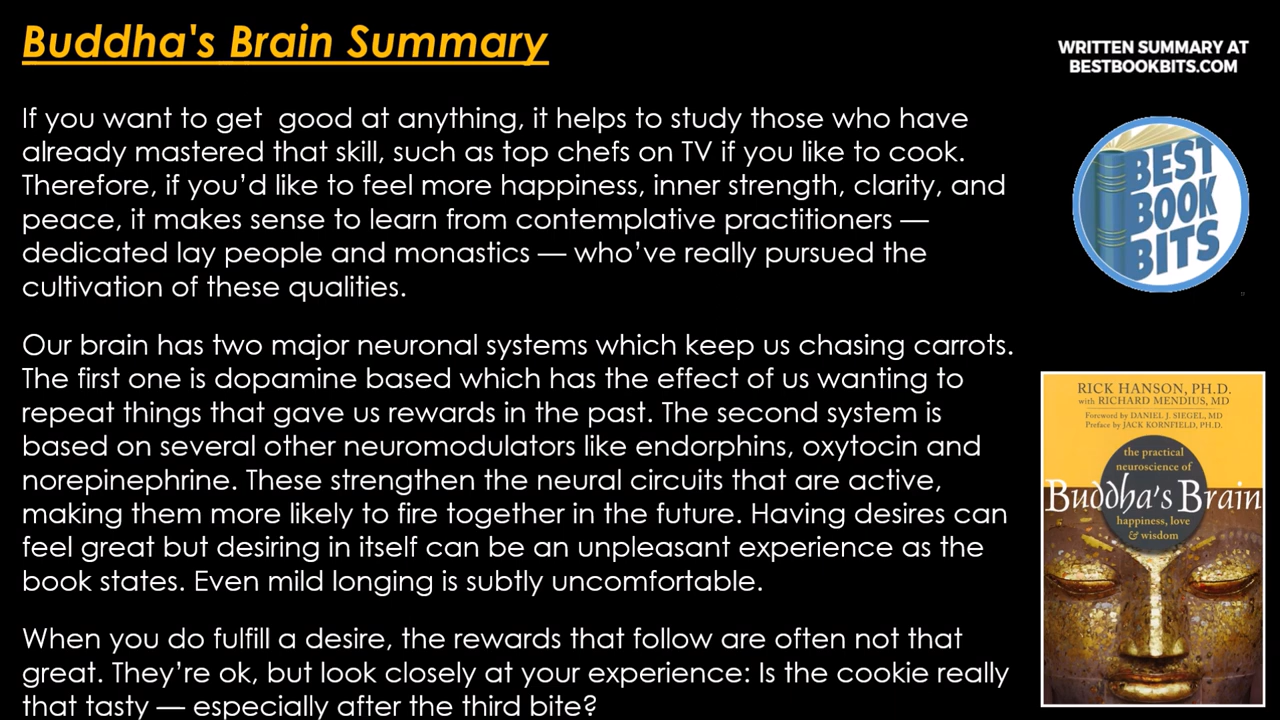 Buddha's Brain Summary
WRITTEN SUMMARY AT
BESTBOOKBITS.COM
If you want to get  good at anything, it helps to study those who have
already mastered that skill, such as top chefs on TV if you like to cook.
Therefore, if you’d like to feel more happiness, inner strength, clarity, and
peace, it makes sense to learn from contemplative practitioners —
dedicated lay people and monastics — who’ve really pursued the
cultivation of these qualities.
Our brain has two major neuronal systems which keep us chasing carrots.
The first one is dopamine based which has the effect of us wanting to
repeat things that gave us rewards in the past. The second system is
based on several other neuromodulators like endorphins, oxytocin and
norepinephrine. These strengthen the neural circuits that are active,
making them more likely to fire together in the future. Having desires can
feel great but desiring in itself can be an unpleasant experience as the
book states. Even mild longing is subtly uncomfortable.
When you do fulfill a desire, the rewards that follow are often not that
great. They’re ok, but look closely at your experience: Is the cookie really
that tasty — especially after the third bite?
BEST
BOOK
BITS
RICK HANSON, PH.D.
with RICHARD MENDIUS, MD
Foreword by DANIEL J. SIEGEL, MD
Preface by JACK KORNFIELD, PH.D.
the practical
neuroscience of
Buddha's Brain
happiness, love
& wisdom